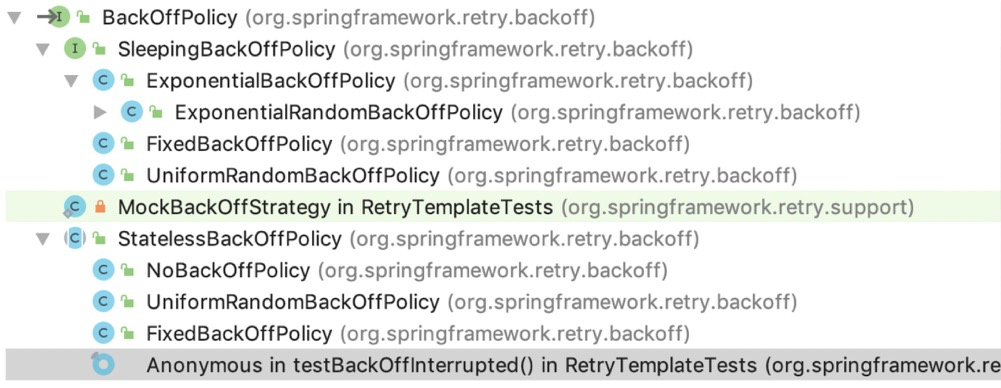 BackOffPolicy (org.springframework.retry.backoff)
SleepingBackOffPolicy (org.springframework.retry.backoff)
ExponentialBackOffPolicy (org.springframework.retry.backoff)
ExponentialRandomBackOffPolicy (org.springframework.retry.backoff)
FixedBackOffPolicy (org.springframework.retry.backoff)
UniformRandomBackOffPolicy (org.springframework.retry.backoff)
MockBackOffStrategy in RetryTemplateTests (org.springframework.retry.support)
StatelessBackOffPolicy (org.springframework.retry.backoff)
NoBackOffPolicy (org.springframework.retry.backoff)
UniformRandomBackOffPolicy (org.springframework.retry.backoff)
FixedBackOffPolicy (org.springframework.retry.backoff)
Anonymous in testBackOffInterrupted() in RetryTemplateTests (org.springframework.re